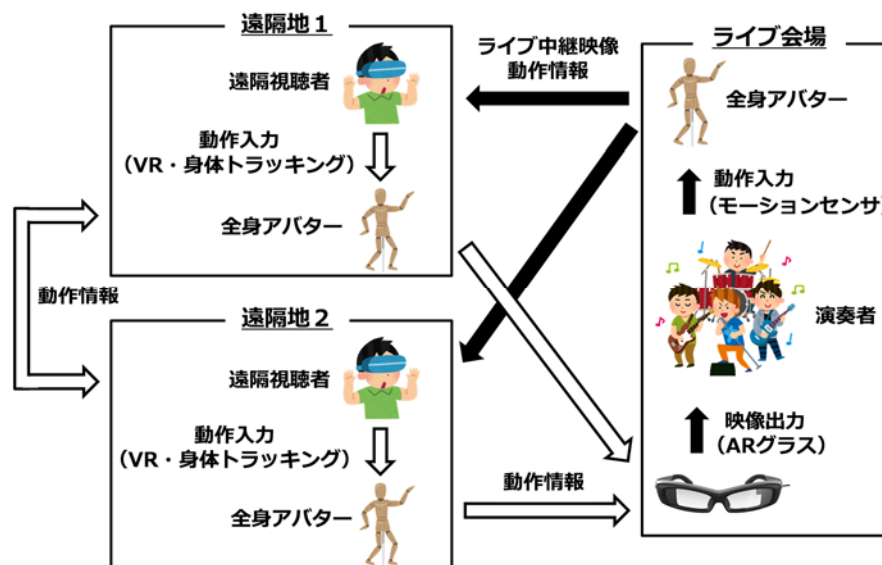 遠隔地1
遠隔視聴者
動作入力
（VR・身体トラッキング）
全身アバター
動作情報
遠隔地2
遠隔視聴者
動作入力
（VR・身体トラッキング）
全身アバター
ライブ中継映像
動作情報
動作情報
ライブ会場
全身アバター
動作入力
（モーションセンサ）
演奏者
映像出力
（ARグラス）